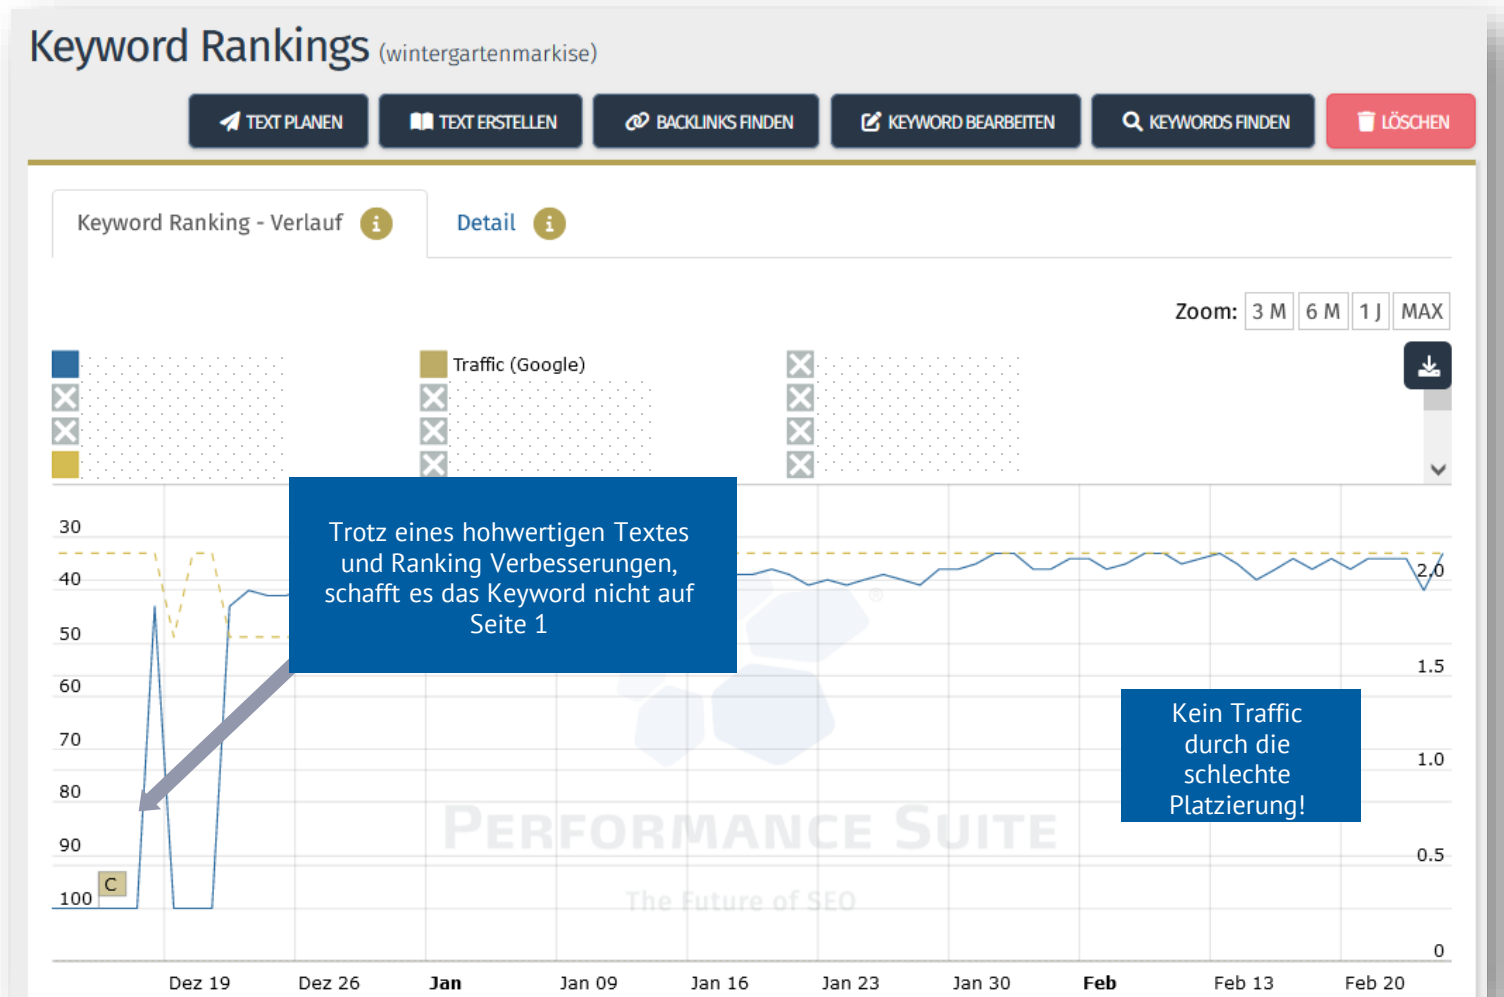 Keyword Rankings (wintergartenmarkise)
TEXT PLANEN
TEXT ERSTELLEN
BACKLINKS FINDEN
KEYWORD BEARBEITEN
KEYWORDS FINDEN
LÖSCHEN
Keyword Ranking - Verlauf i
Detail i
Zoom: 3 M 6 M 1 J MAX
Traffic (Google)
Trotz eines hohwertigen Textes
und Ranking Verbesserungen,
schafft es das Keyword nicht auf
Seite 1
30
40
50
60
70
80
90
100
C
2.0
1.5
1.0
0.5
0
Kein Traffic
durch die
schlechte
Platzierung!
®
PERFORMANCE SUITE
The Future of SEO
Dez 19 Dez 26 Jan Jan 09 Jan 16 Jan 23 Jan 30 Feb Feb 13 Feb 20